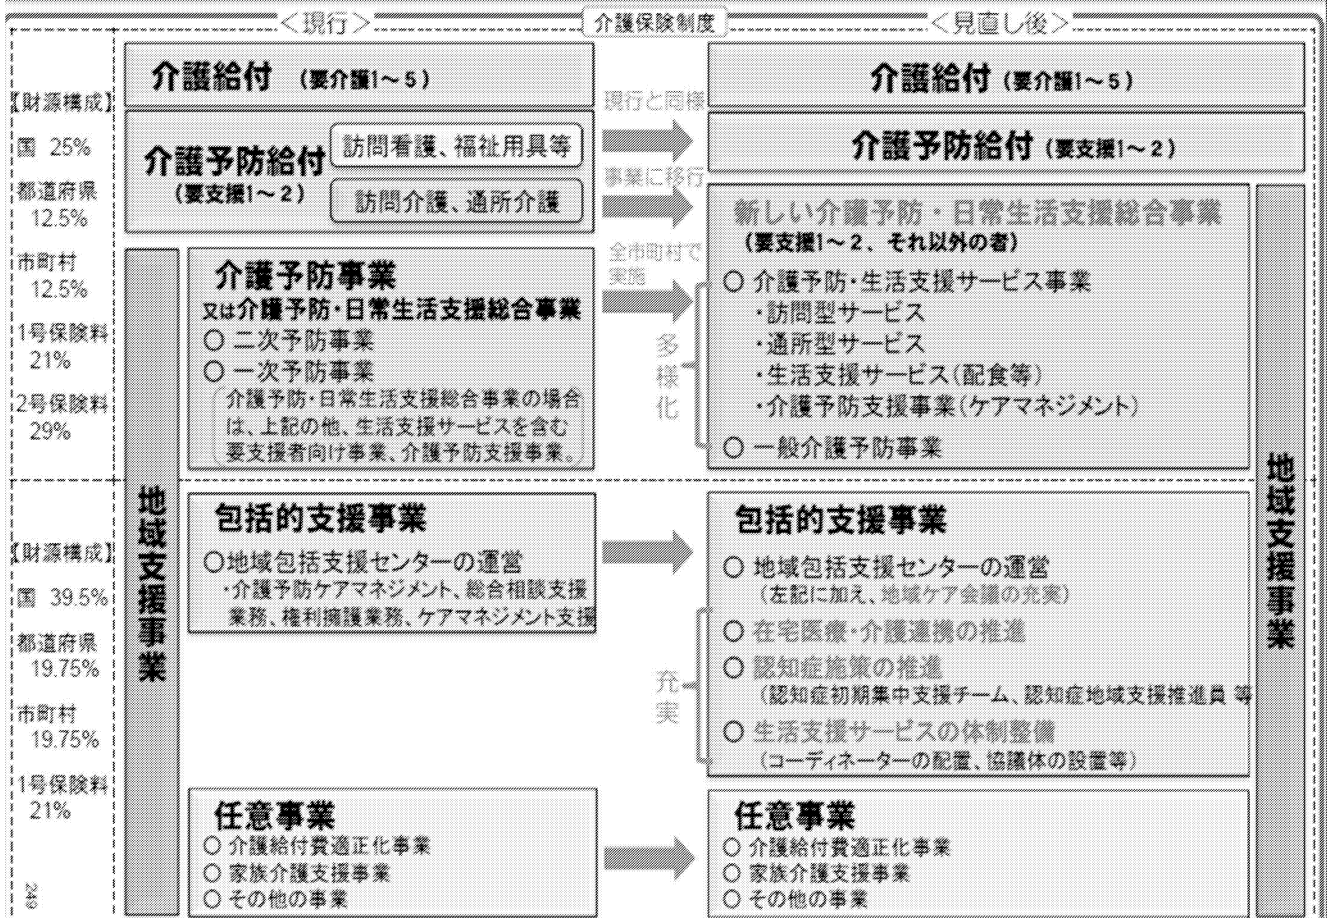 ＜現行＞
介護保険制度
＜見直し後＞
【財源構成】
国 25%
都道府県
12.5%
市町村
12.5%
1号保険料
21%
2号保険料
29%
【財源構成】
国 39.5%
都道府県
19.75%
市町村
19.75%
1号保険料
21%
249
介護給付 （要介護1～5）
介護予防給付
（要支援1～2）
訪問看護、福祉用具等
訪問介護、通所介護
地域支援事業
介護予防事業
又は介護予防・日常生活支援総合事業
○ 二次予防事業
○ 一次予防事業
介護予防・日常生活支援総合事業の場合
は、上記の他、生活支援サービスを含む
要支援者向け事業、介護予防支援事業。
包括的支援事業
○地域包括支援センターの運営
・介護予防ケアマネジメント、総合相談支援
業務、権利擁護業務、ケアマネジメント支援
任意事業
○ 介護給付費適正化事業
○ 家族介護支援事業
○ その他の事業
現行と同様
事業に移行
全市町村で
実施
多様化
充実
介護給付 （要介護1～5）
介護予防給付（要支援1～2）
新しい介護予防・日常生活支援総合事業
（要支援1～2、それ以外の者）
○ 介護予防・生活支援サービス事業
・訪問型サービス
・通所型サービス
・生活支援サービス（配食等）
・介護予防支援事業（ケアマネジメント）
○ 一般介護予防事業
包括的支援事業
○ 地域包括支援センターの運営
（左記に加え、地域ケア会議の充実）
○ 在宅医療・介護連携の推進
○ 認知症施策の推進
（認知症初期集中支援チーム、認知症地域支援推進員 等
○ 生活支援サービスの体制整備
（コーディネーターの配置、協議体の設置等）
任意事業
○ 介護給付費適正化事業
○ 家族介護支援事業
○ その他の事業
地域支援事業